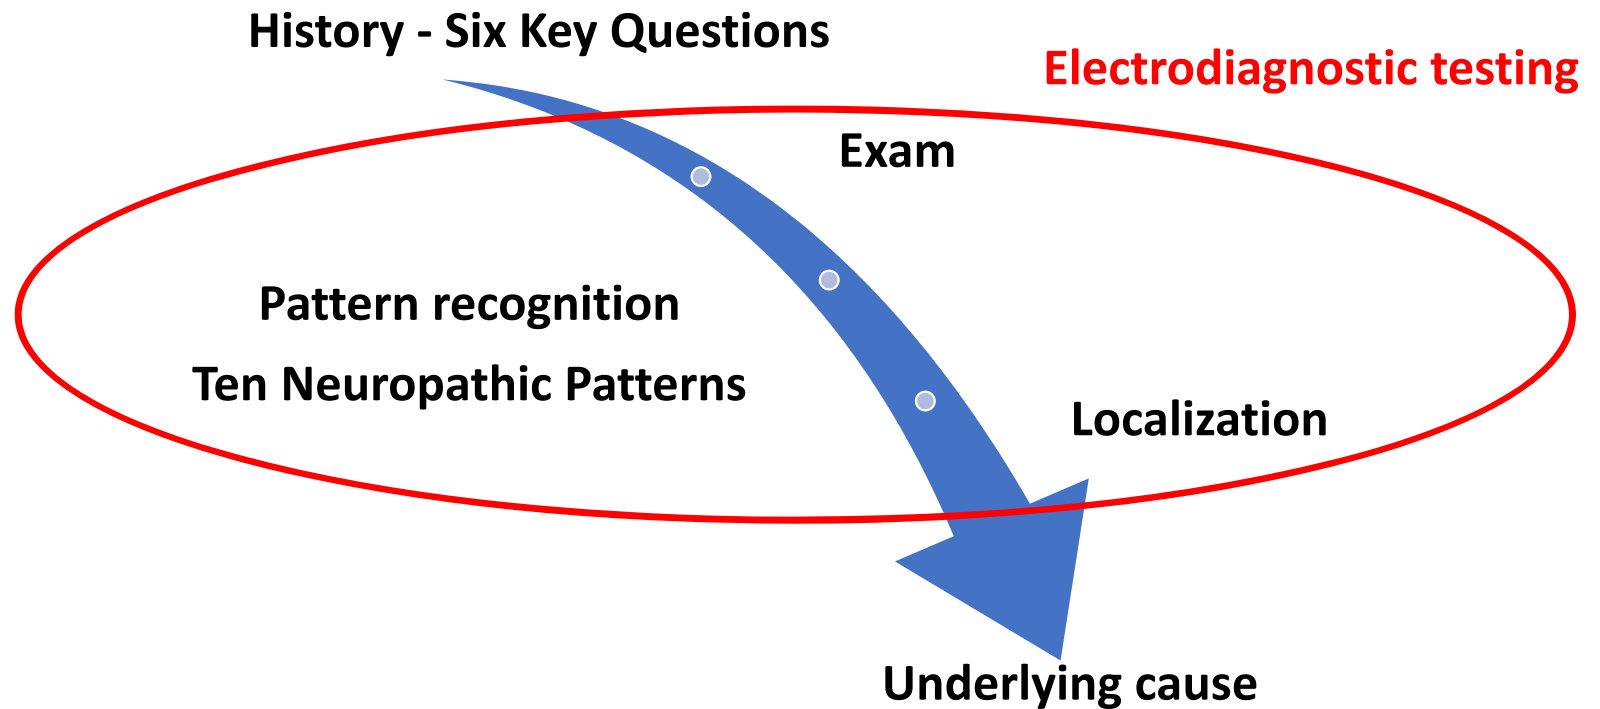 History - Six Key Questions
Electrodiagnostic testing
Exam
Pattern recognition
Ten Neuropathic Patterns
Localization
Underlying cause